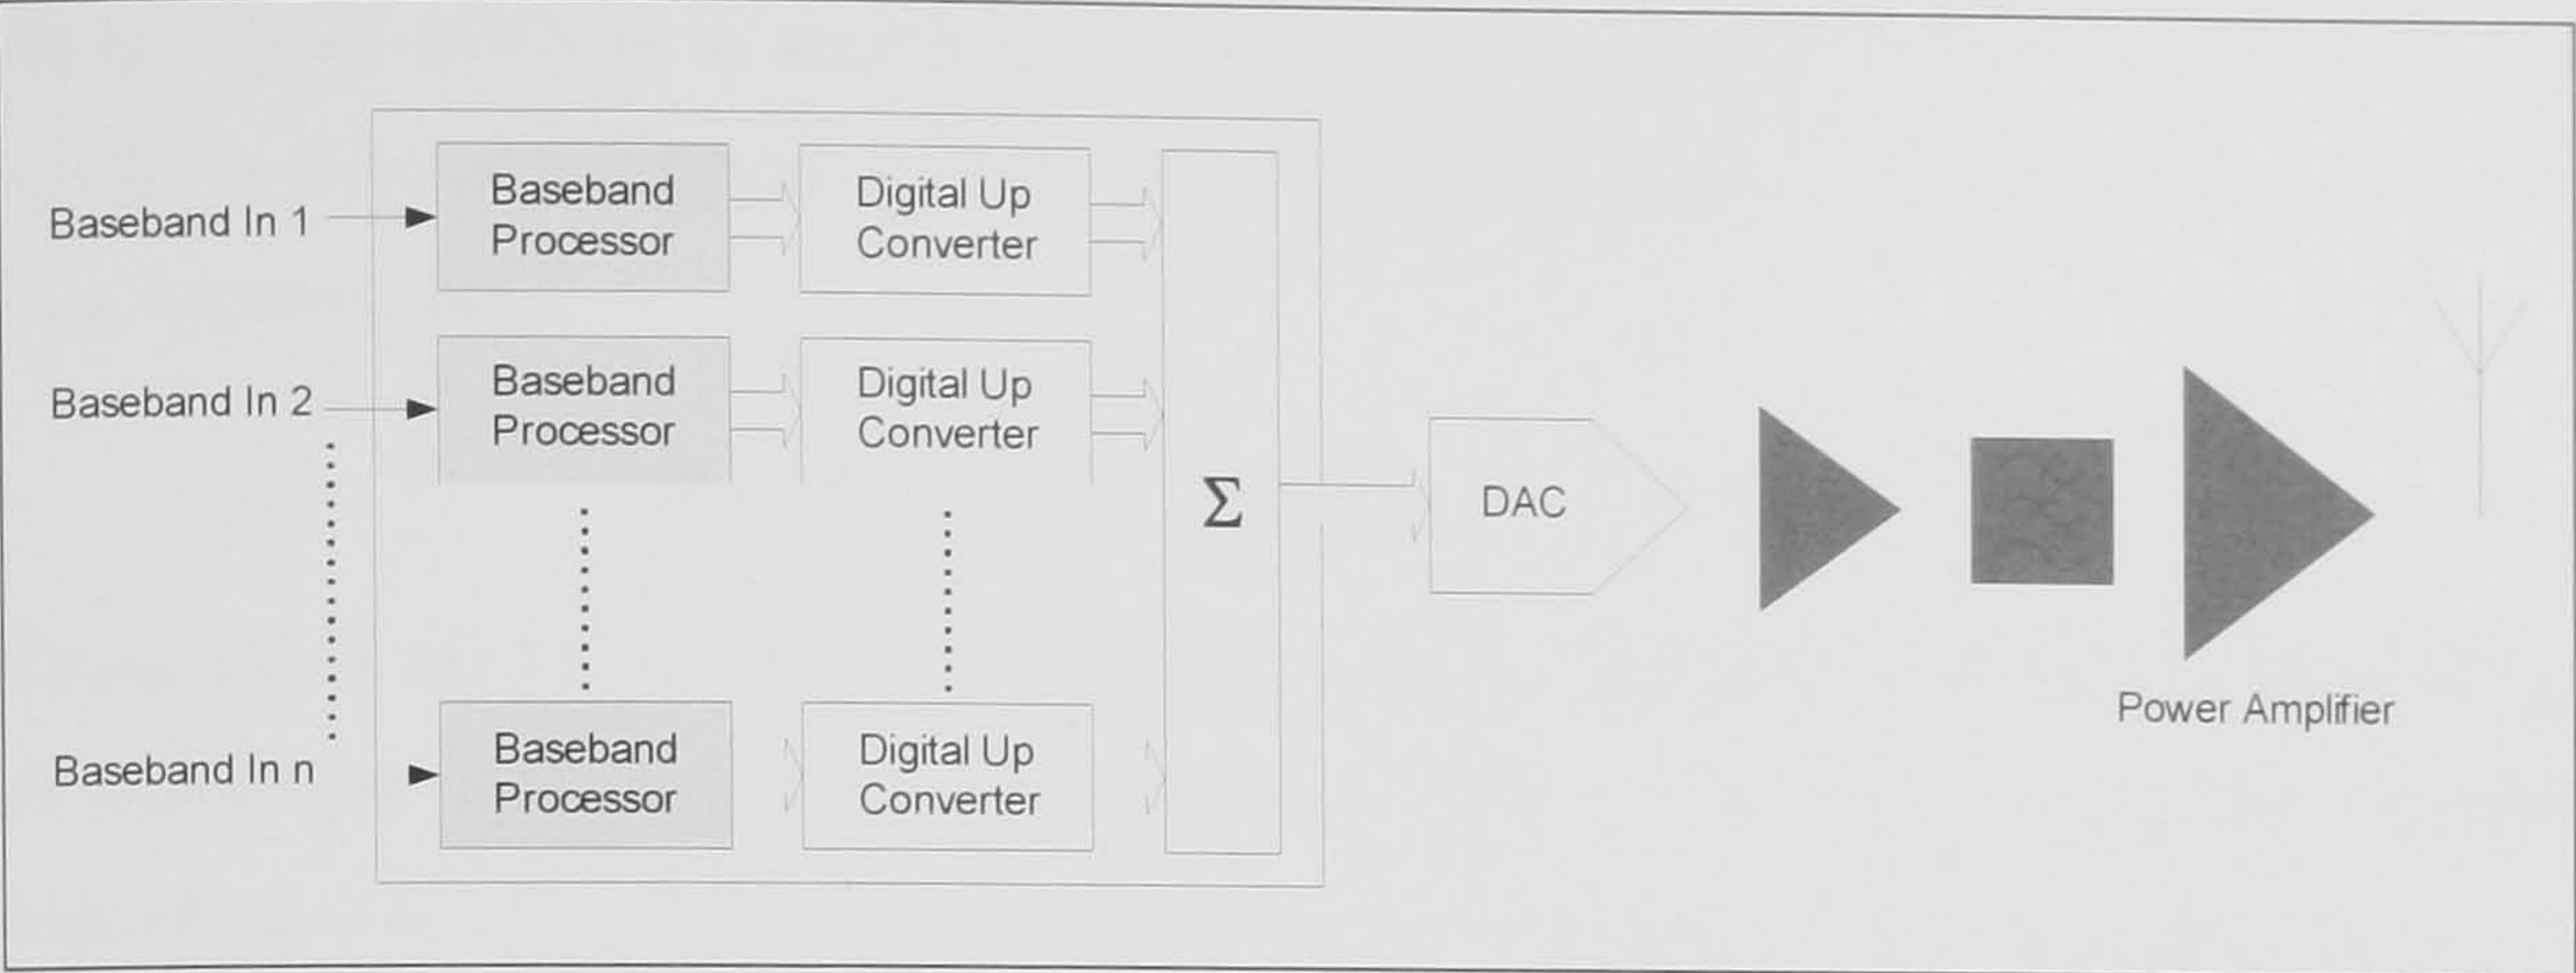 Baseband In 1
Baseband
Processor
Digital Up
Converter
Baseband In 2
Baseband
Processor
Digital Up
Converter
Σ
DAC
Power Amplifier
Baseband In n
Baseband
Processor
Digital Up
Converter